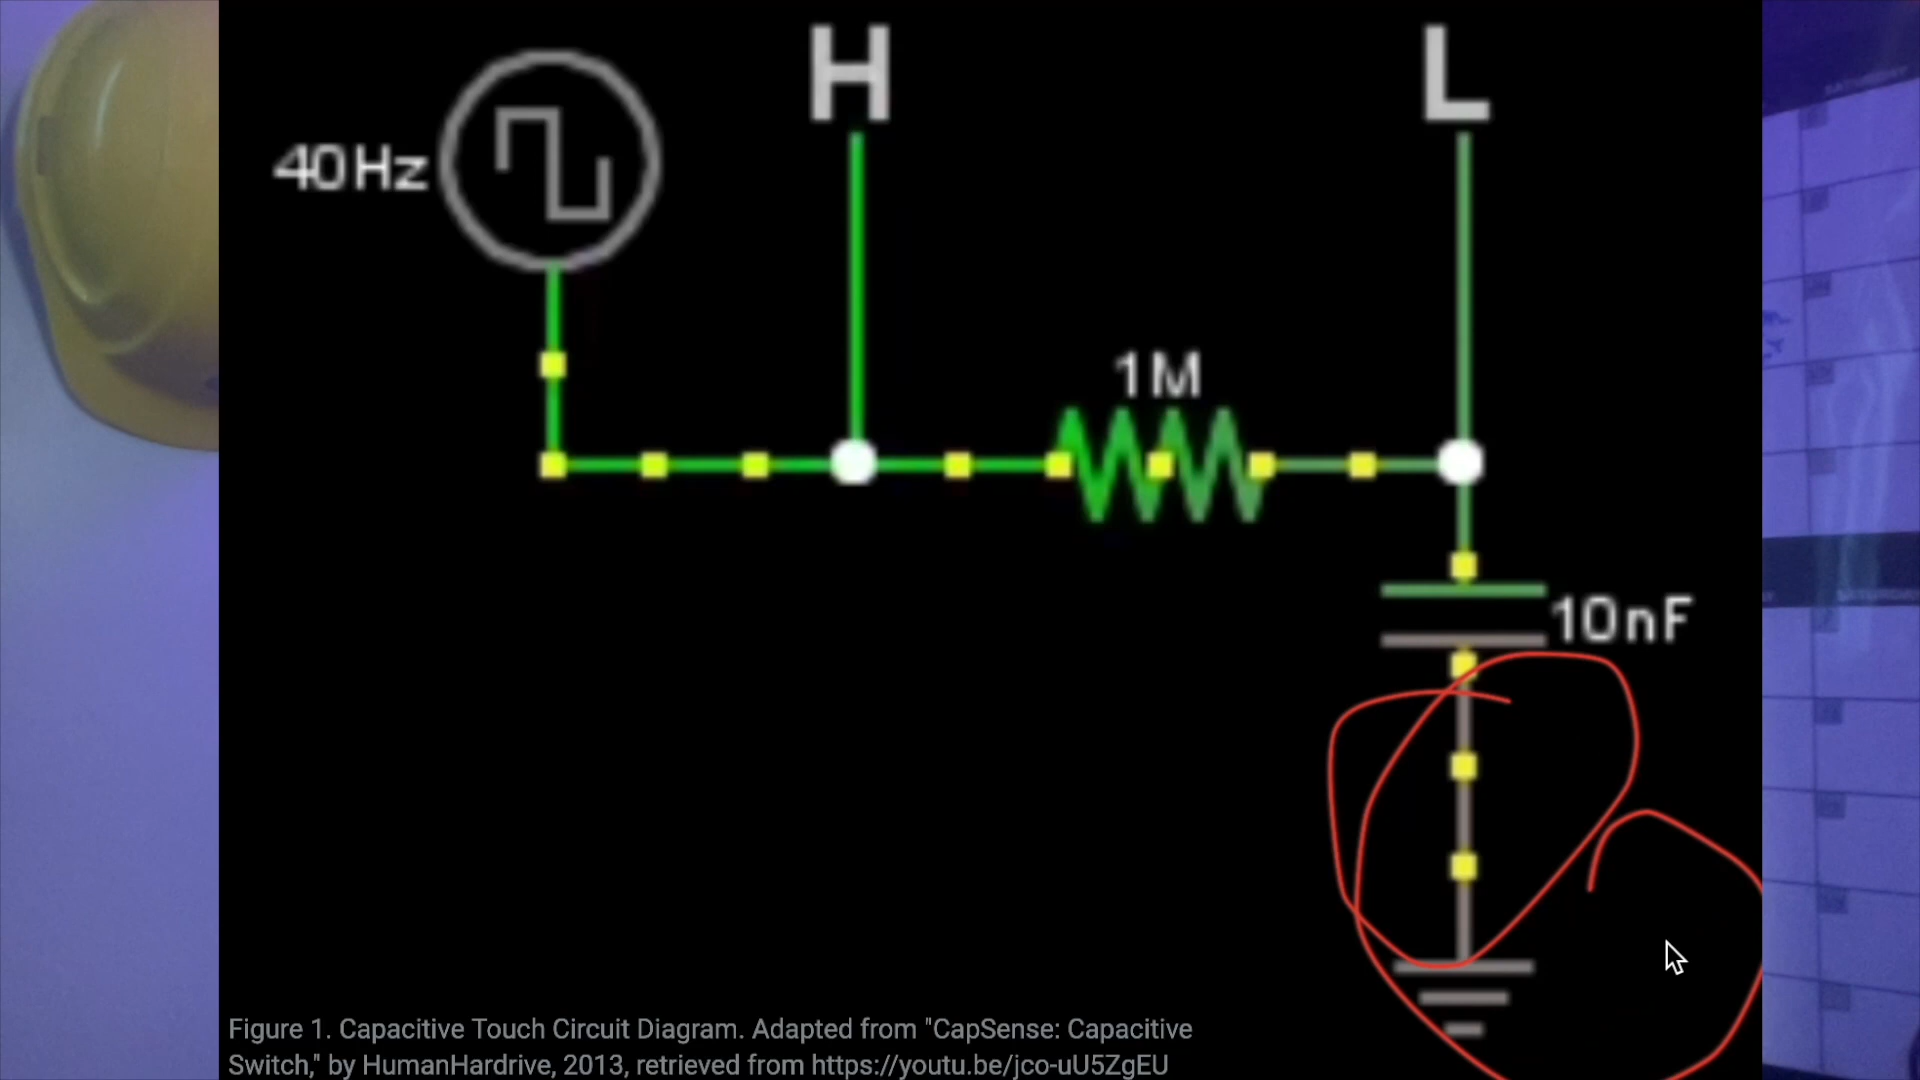 H
L
40Hz
1M
10nF
Figure 1. Capacitive Touch Circuit Diagram. Adapted from "CapSense: Capacitive
Switch," by HumanHardrive, 2013, retrieved from https://youtu.be/jco-uU5ZgEU